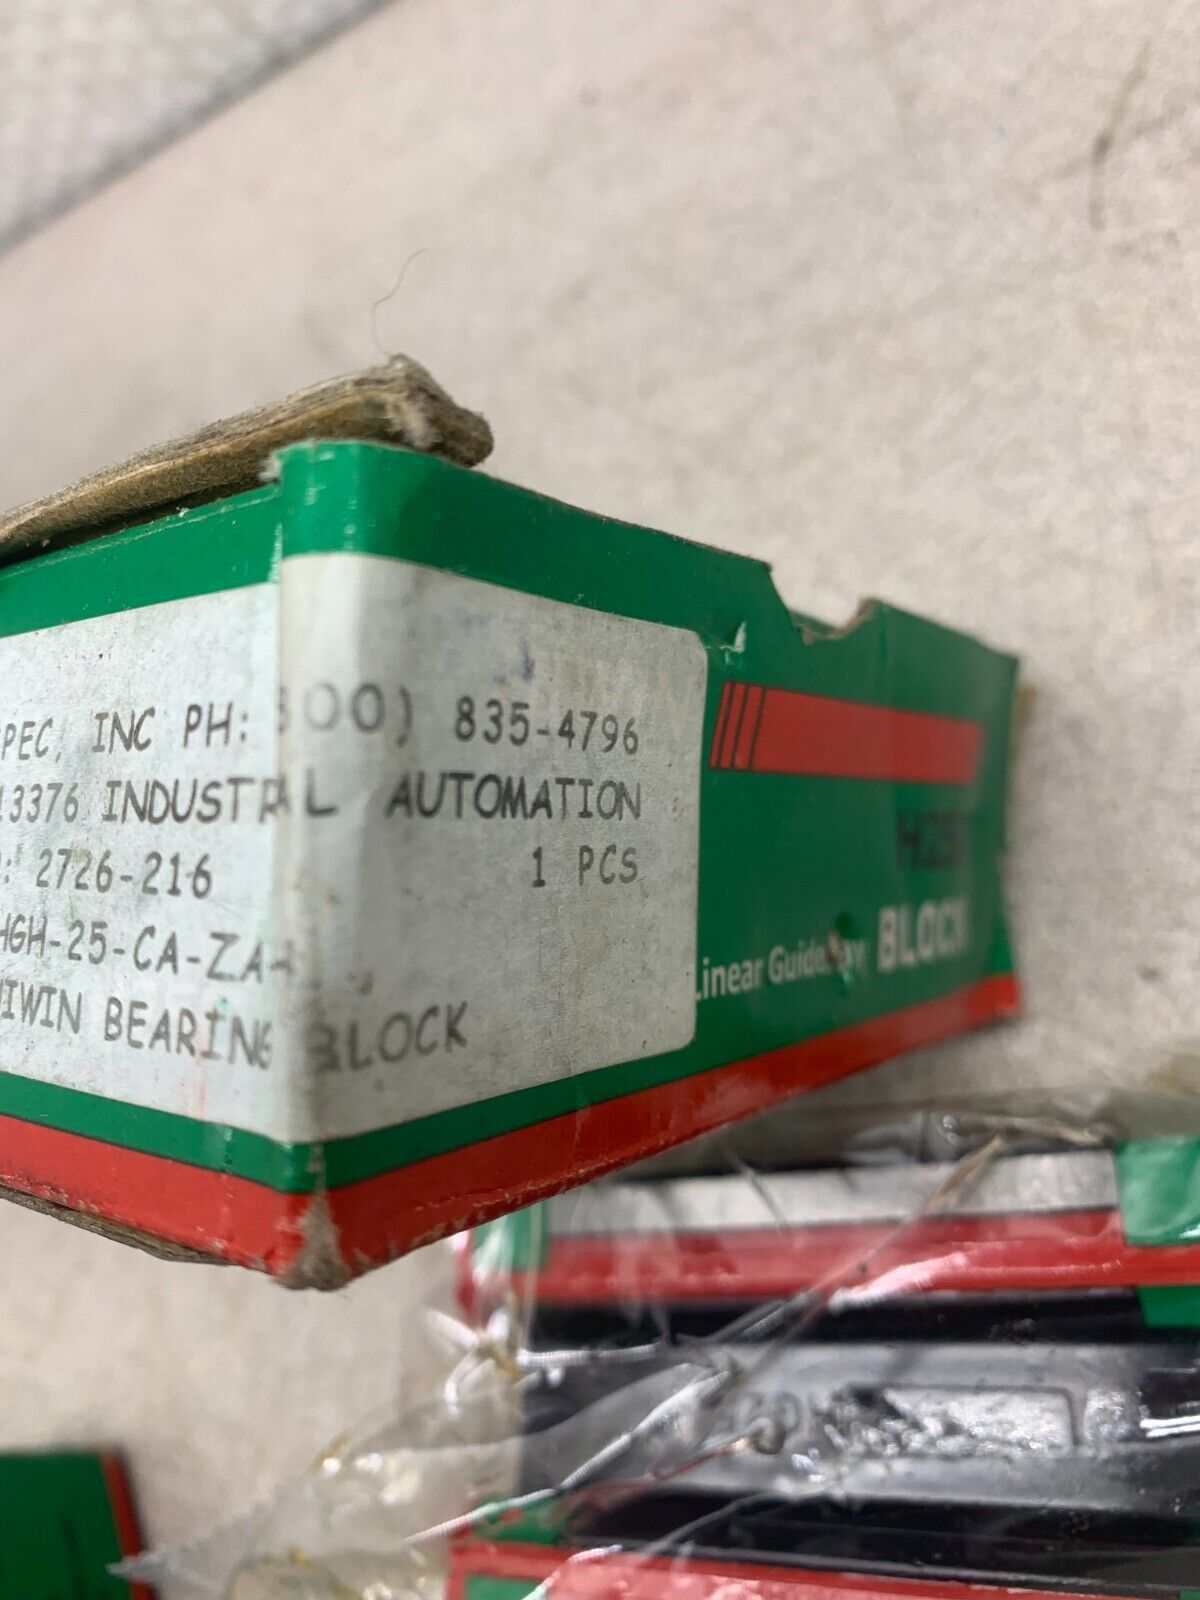 PEC, INC PH: 00) 835-4796
13376 INDUSTRIAL AUTOMATION
: 2726-216 1 PCS
HGH-25-CA-ZA-
IWIN BEARING BLOCK
Linear Guideway BLOCK